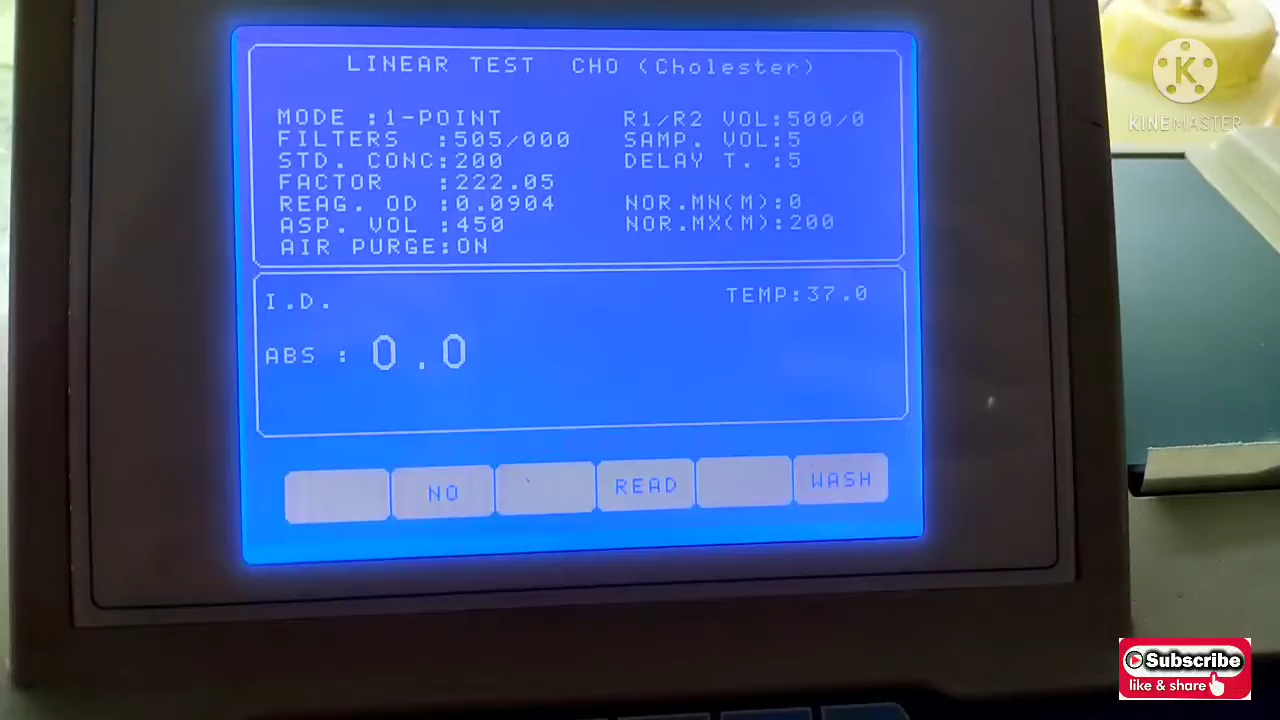 LINEAR TEST CHO (Cholester)
MODE :1-POINT
FILTERS :505/000
STD. CONC:200
FACTOR :222.05
REAG. OD :0.0904
ASP. VOL :450
AIR PURGE:ON
R1/R2 VOL:500/0
SAMP. VOL:5
DELAY T. :5
NOR.MN(M):0
NOR.MX(M):200
I.D.
TEMP:37.0
ABS : 0.0
NO
READ
WASH
K
KINEMASTER
Subscribe
like & share